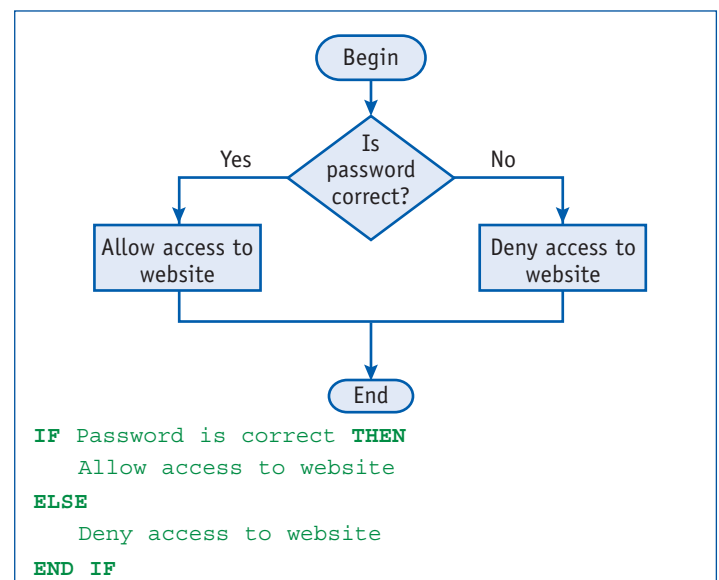 Begin
Is
password
correct?
Yes
No
Allow access to
website
Deny access to
website
End
IF Password is correct THEN
Allow access to website
ELSE
Deny access to website
END IF